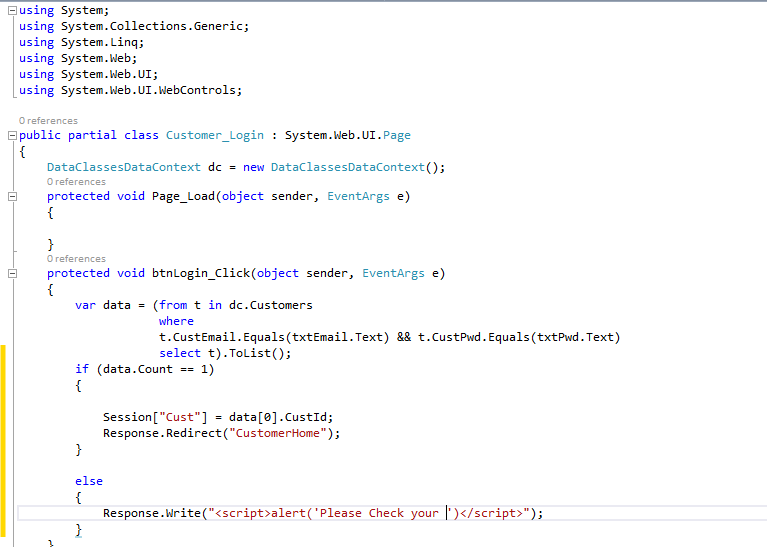 using System;
using System.Collections.Generic;
using System.Linq;
using System.Web;
using System.Web.UI;
using System.Web.UI.WebControls;
0 references
public partial class Customer_Login : System.Web.UI.Page
{
DataClassesDataContext dc = new DataClassesDataContext();
0 references
protected void Page_Load(object sender, EventArgs e)
{
}
0 references
protected void btnLogin_Click(object sender, EventArgs e)
{
var data = (from t in dc.Customers
where
t.CustEmail.Equals(txtEmail.Text) && t.CustPwd.Equals(txtPwd.Text)
select t).ToList();
if (data.Count == 1)
{
Session["Cust"] = data[0].CustId;
Response.Redirect("CustomerHome");
}
else
{
Response.Write("<script>alert('Please Check your ')</script>");
}
}